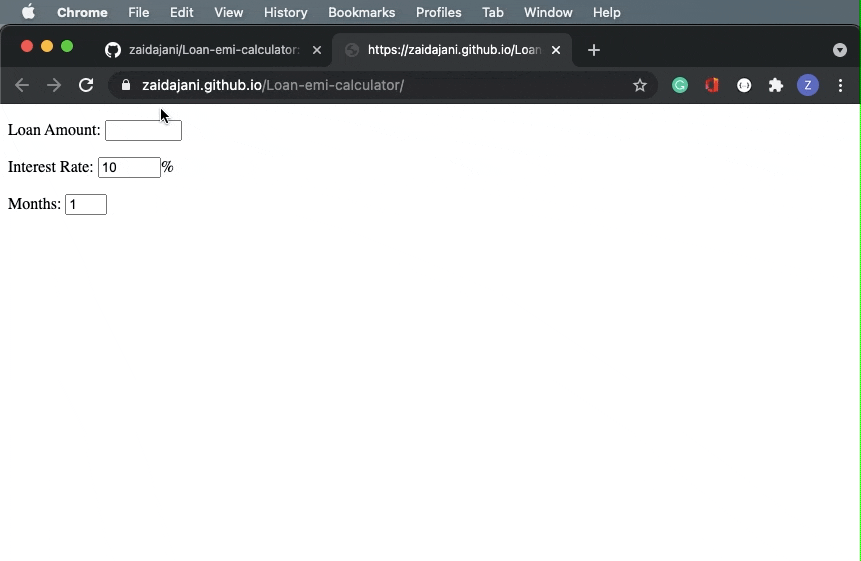 Chrome File Edit View History Bookmarks Profiles Tab Window Help
zaidajani/Loan-emi-calculator: https://zaidajani.github.io/Loan
zaidajani.github.io/Loan-emi-calculator/ Z
Loan Amount:
Interest Rate: 10 %
Months: 1